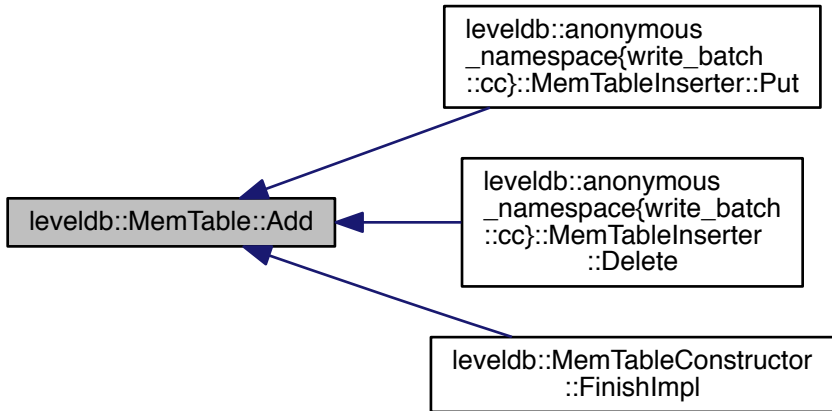 leveldb::anonymous
_namespace{write_batch
::cc}::MemTableInserter::Put
leveldb::MemTable::Add
leveldb::anonymous
_namespace{write_batch
::cc}::MemTableInserter
::Delete
leveldb::MemTableConstructor
::FinishImpl